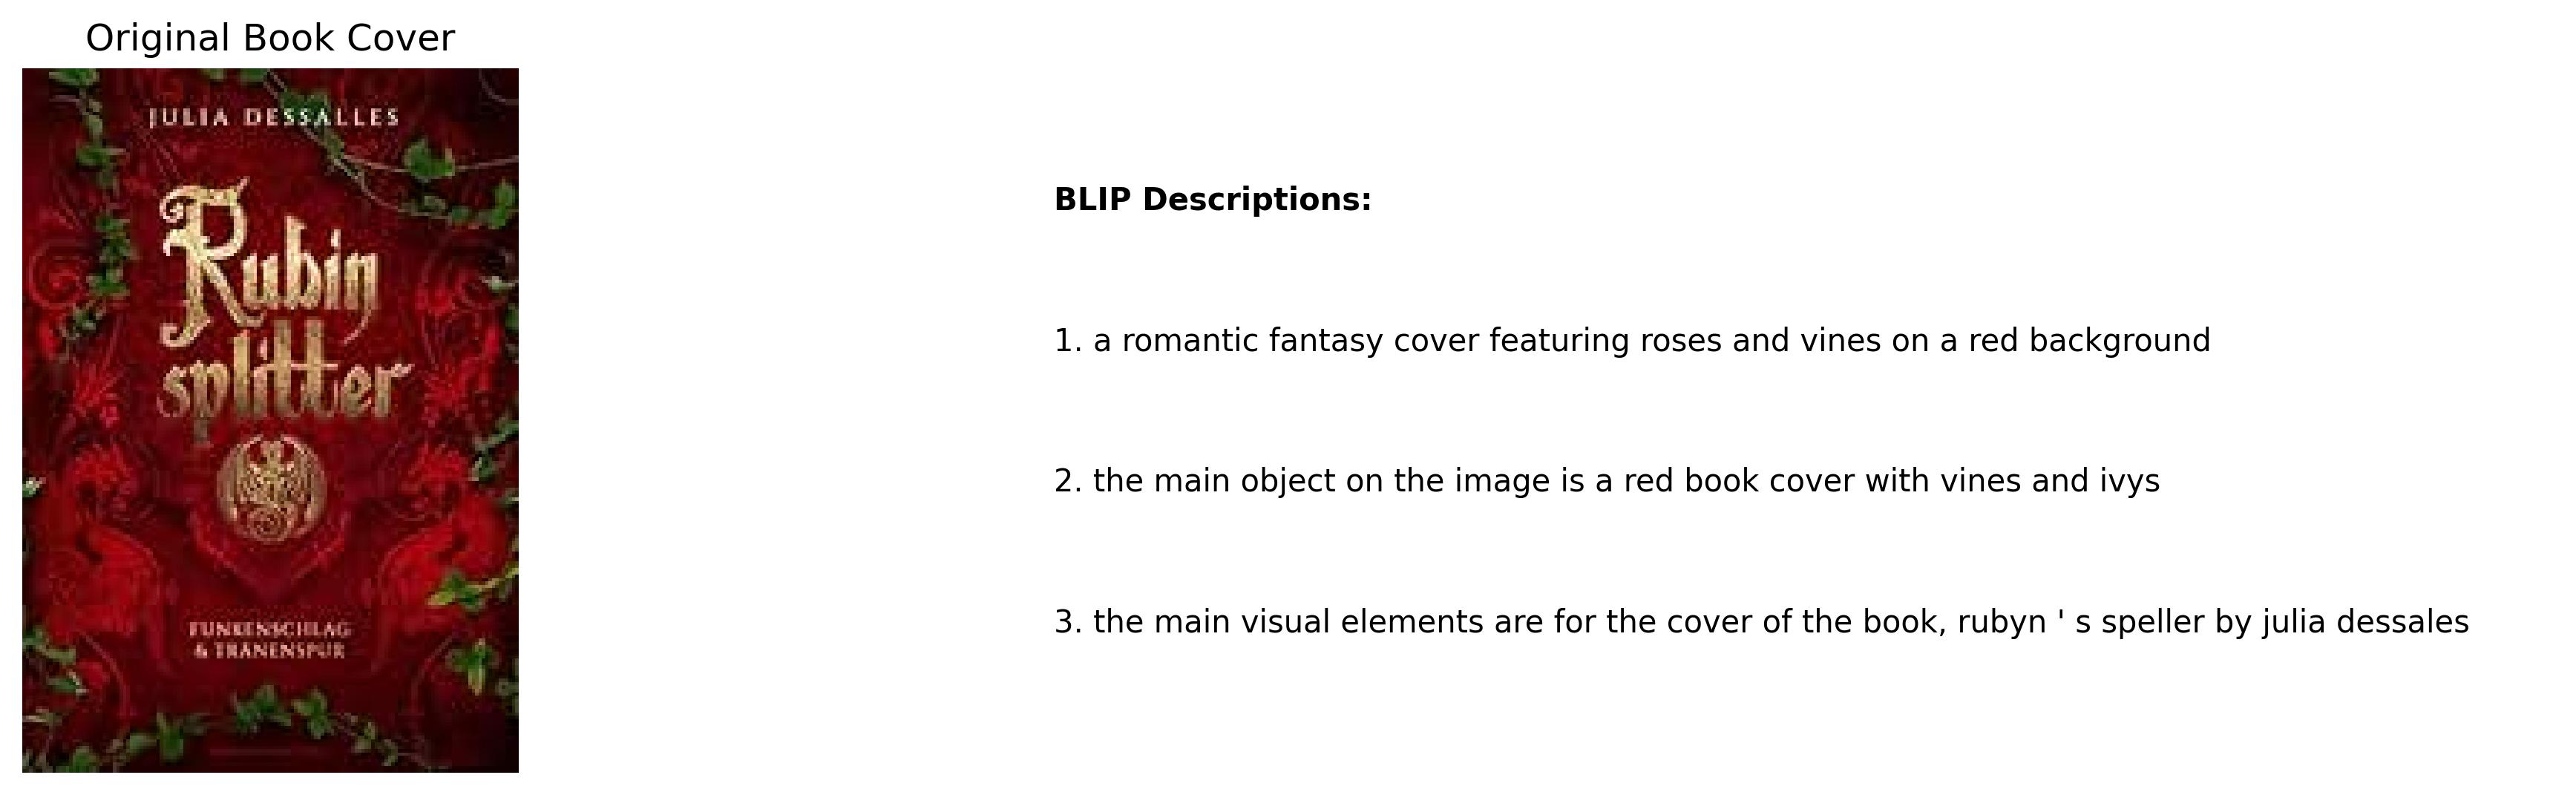 Original Book Cover
JULIA DESSALLES
Rubin
splitter
FUNKENSCHLAG
& TRÄNENSPUR
BLIP Descriptions:
1. a romantic fantasy cover featuring roses and vines on a red background
2. the main object on the image is a red book cover with vines and ivys
3. the main visual elements are for the cover of the book, rubyn ' s speller by julia dessales